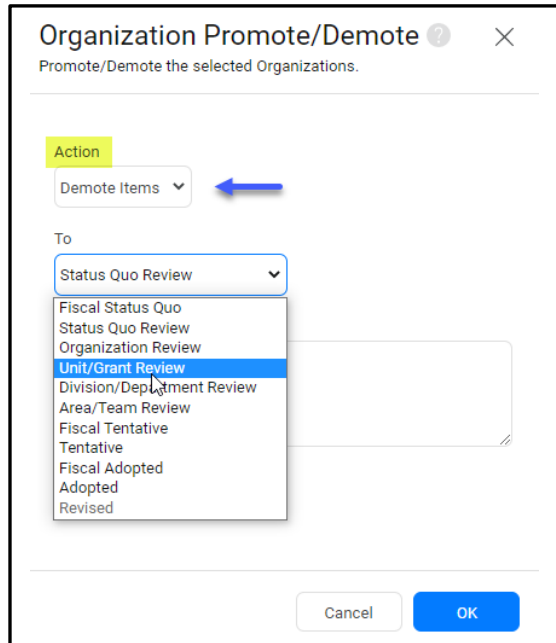 Organization Promote/Demote ?
Promote/Demote the selected Organizations.
Action
Demote Items
To
Status Quo Review
Fiscal Status Quo
Status Quo Review
Organization Review
Unit/Grant Review
Division/Department Review
Area/Team Review
Fiscal Tentative
Tentative
Fiscal Adopted
Adopted
Revised
Cancel
OK